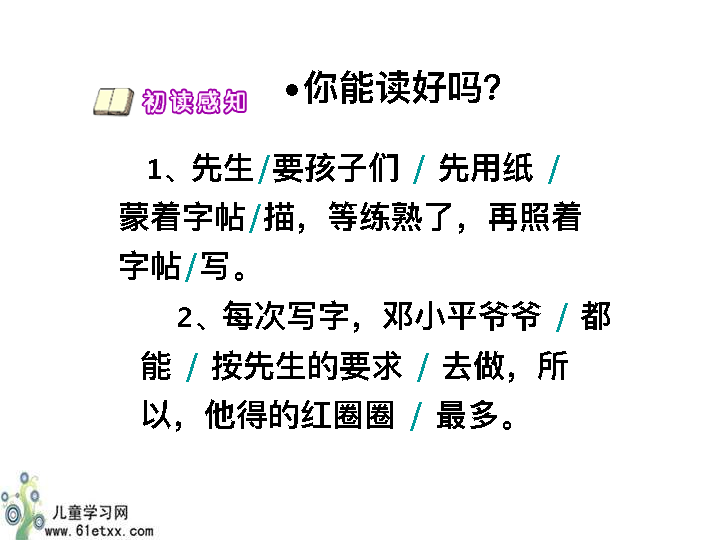 初读感知
•你能读好吗?
1、先生/要孩子们 / 先用纸 /
蒙着字帖/描，等练熟了，再照着
字帖/写。
2、每次写字，邓小平爷爷 / 都
能 / 按先生的要求 / 去做，所
以，他得的红圈圈 / 最多。
儿童学习网
www.61etxx.com